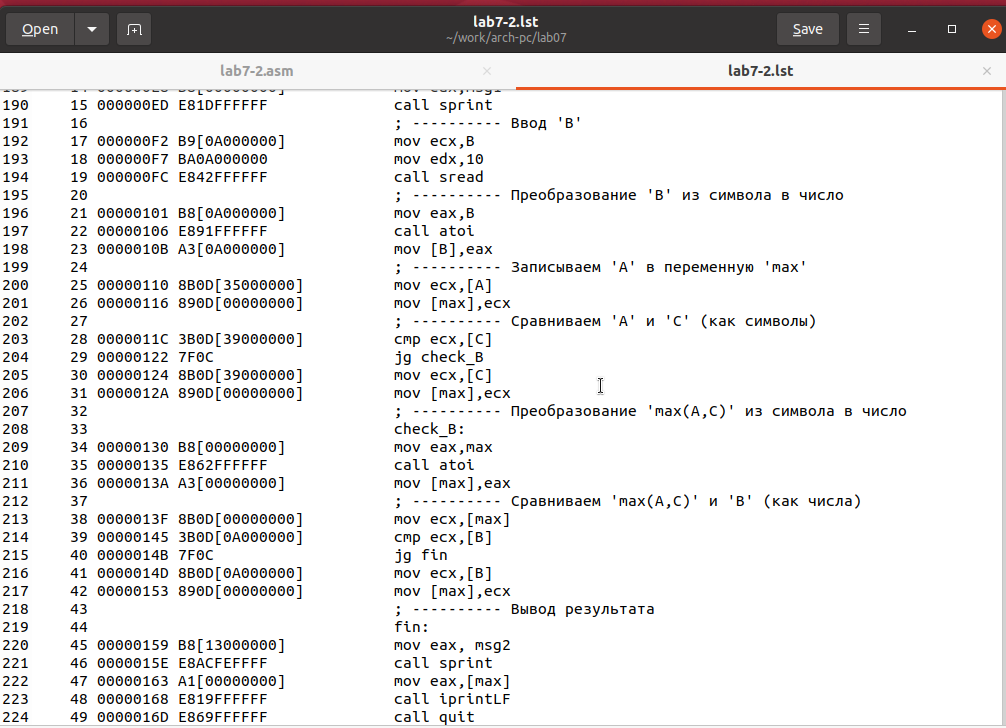 Open
lab7-2.lst
~/work/arch-pc/lab07
Save
lab7-2.asm
lab7-2.lst
190 15 000000ED E81DFFFFFF call sprint
191 16 ; ---------- Ввод 'B'
192 17 000000F2 B9[0A000000] mov ecx,B
193 18 000000F7 BA0A000000 mov edx,10
194 19 000000FC E842FFFFFF call sread
195 20 ; ---------- Преобразование 'B' из символа в число
196 21 00000101 B8[0A000000] mov eax,B
197 22 00000106 E891FFFFFF call atoi
198 23 0000010B A3[0A000000] mov [B],eax
199 24 ; ---------- Записываем 'A' в переменную 'max'
200 25 00000110 8B0D[35000000] mov ecx,[A]
201 26 00000116 890D[00000000] mov [max],ecx
202 27 ; ---------- Сравниваем 'A' и 'C' (как символы)
203 28 0000011C 3B0D[39000000] cmp ecx,[C]
204 29 00000122 7F0C jg check_B
205 30 00000124 8B0D[39000000] mov ecx,[C]
206 31 0000012A 890D[00000000] mov [max],ecx
207 32 ; ---------- Преобразование 'max(A,C)' из символа в число
208 33 check_B:
209 34 00000130 B8[00000000] mov eax,max
210 35 00000135 E862FFFFFF call atoi
211 36 0000013A A3[00000000] mov [max],eax
212 37 ; ---------- Сравниваем 'max(A,C)' и 'B' (как числа)
213 38 0000013F 8B0D[00000000] mov ecx,[max]
214 39 00000145 3B0D[0A000000] cmp ecx,[B]
215 40 0000014B 7F0C jg fin
216 41 0000014D 8B0D[0A000000] mov ecx,[B]
217 42 00000153 890D[00000000] mov [max],ecx
218 43 ; ---------- Вывод результата
219 44 fin:
220 45 00000159 B8[13000000] mov eax, msg2
221 46 0000015E E8ACFEFFFF call sprint
222 47 00000163 A1[00000000] mov eax,[max]
223 48 00000168 E819FFFFFF call iprintLF
224 49 0000016D E869FFFFFF call quit